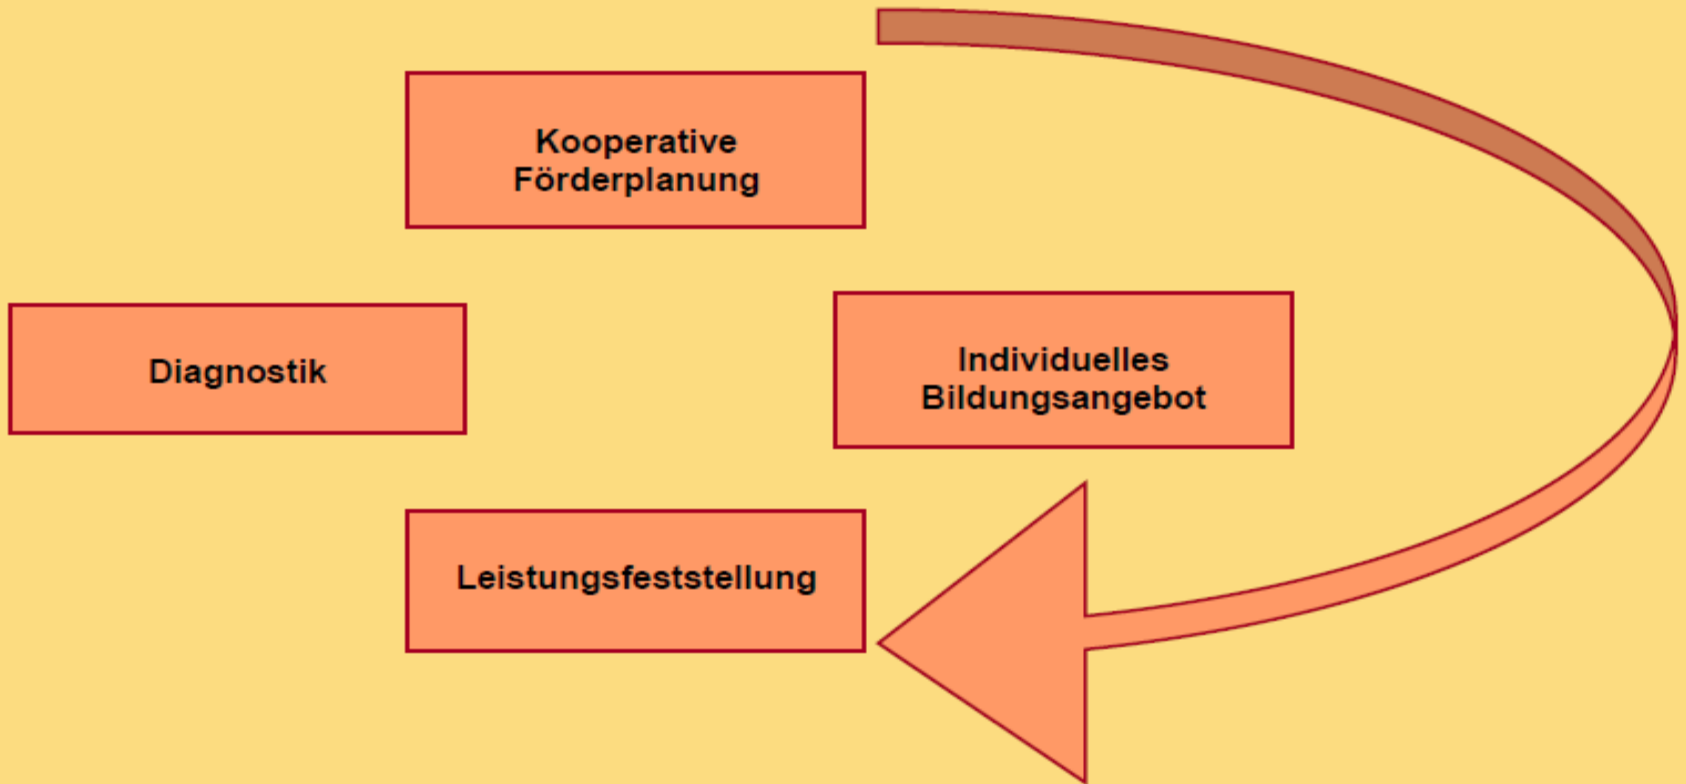 Kooperative
Förderplanung
Diagnostik
Individuelles
Bildungsangebot
Leistungsfeststellung